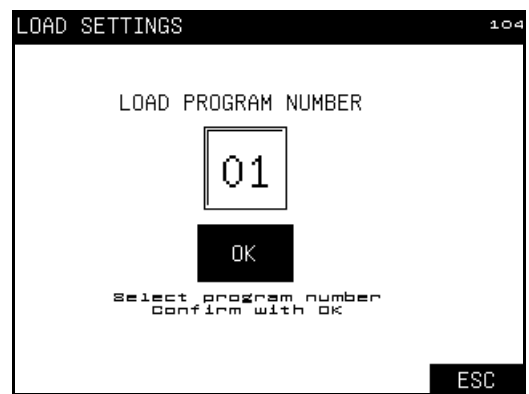 LOAD SETTINGS 104
LOAD PROGRAM NUMBER
01
OK
Select program number
Confirm with OK
ESC